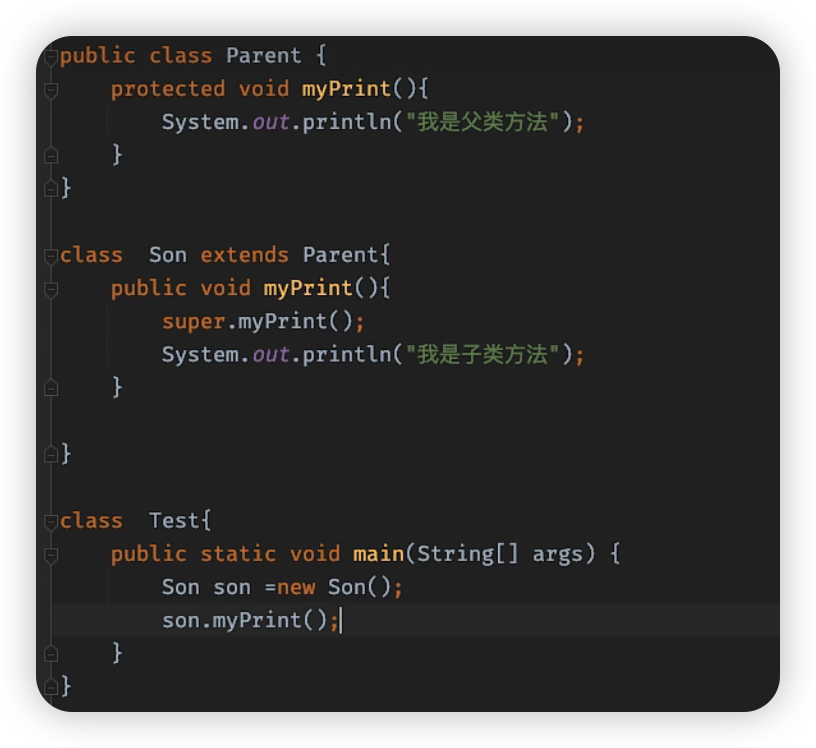 public class Parent {
    protected void myPrint(){
        System.out.println("我是父类方法");
    }
}
class  Son extends Parent{
    public void myPrint(){
        super.myPrint();
        System.out.println("我是子类方法");
    }
}
class  Test{
    public static void main(String[] args) {
        Son son =new Son();
        son.myPrint();
    }
}